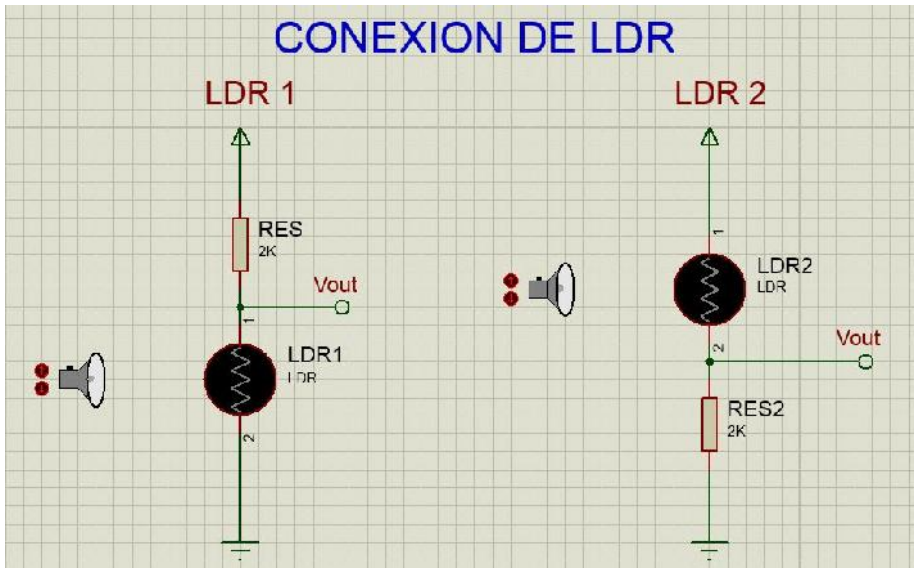 CONEXION DE LDR
LDR 1
LDR 2
RES
2K
Vout
1
LDR1
LDR
2
1
LDR2
LDR
2
Vout
RES2
2K